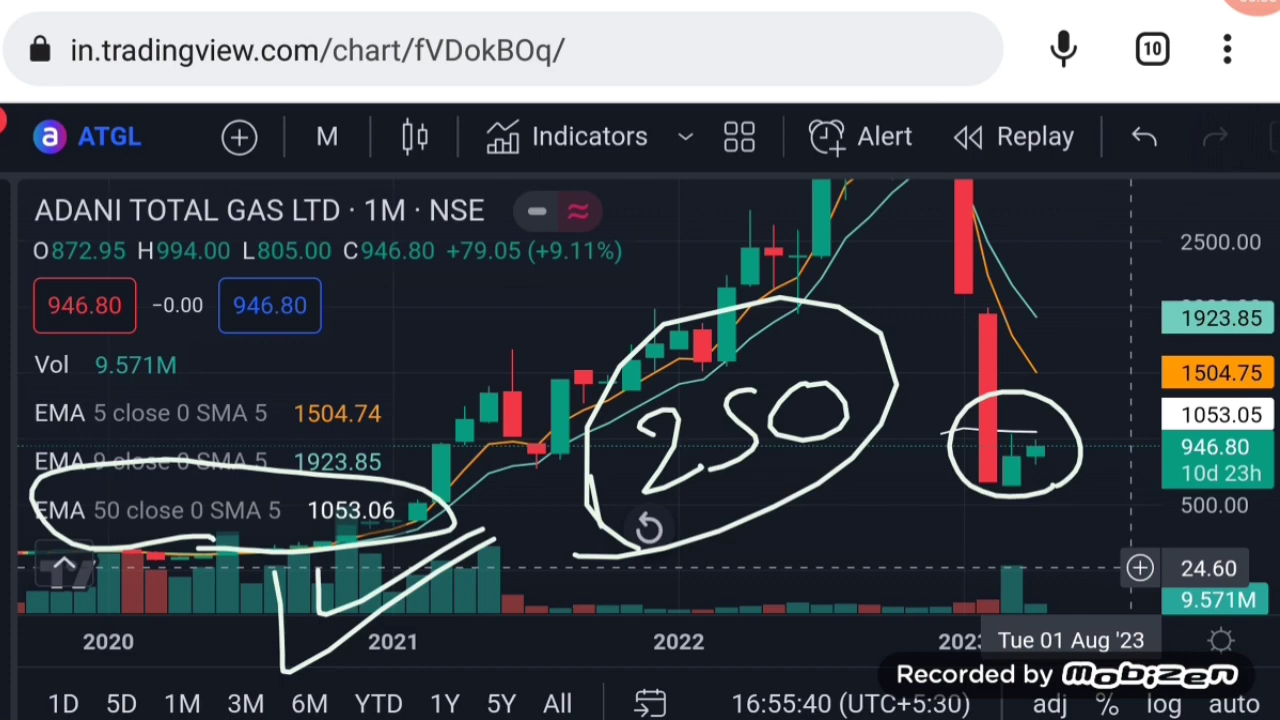 in.tradingview.com/chart/fVDokBOq/ 10
a ATGL M Indicators Alert Replay
ADANI TOTAL GAS LTD · 1M · NSE
O872.95 H994.00 L805.00 C946.80 +79.05 (+9.11%)
2500.00
946.80 −0.00 946.80
1923.85
Vol 9.571M
1504.75
EMA 5 close 0 SMA 5 1504.74
1053.05
250
946.80
EMA 9 close 0 SMA 5 1923.85
10d 23h
EMA 50 close 0 SMA 5 1053.06
500.00
24.60
9.571M
2020 2021 2022 2023 Tue 01 Aug '23
Recorded by mobizen
1D 5D 1M 3M 6M YTD 1Y 5Y All 16:55:40 (UTC+5:30) adj % log auto